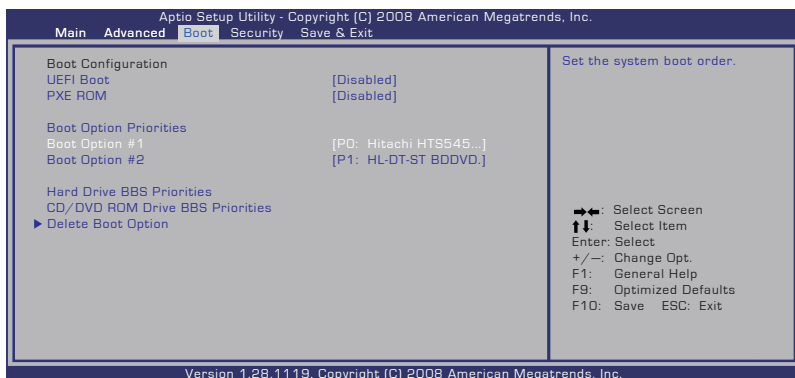 Aptio Setup Utility - Copyright (C) 2008 American Megatrends, Inc.
Main Advanced Boot Security Save & Exit
Boot Configuration
UEFI Boot [Disabled]
PXE ROM [Disabled]
Boot Option Priorities
Boot Option #1 [P0: Hitachi HTS545...]
Boot Option #2 [P1: HL-DT-ST BDDVD.]
Hard Drive BBS Priorities
CD/DVD ROM Drive BBS Priorities
Delete Boot Option
Set the system boot order.
→←: Select Screen
↑↓: Select Item
Enter: Select
+/—: Change Opt.
F1: General Help
F9: Optimized Defaults
F10: Save ESC: Exit
Version 1.28.1119. Copyright (C) 2008 American Megatrends, Inc.